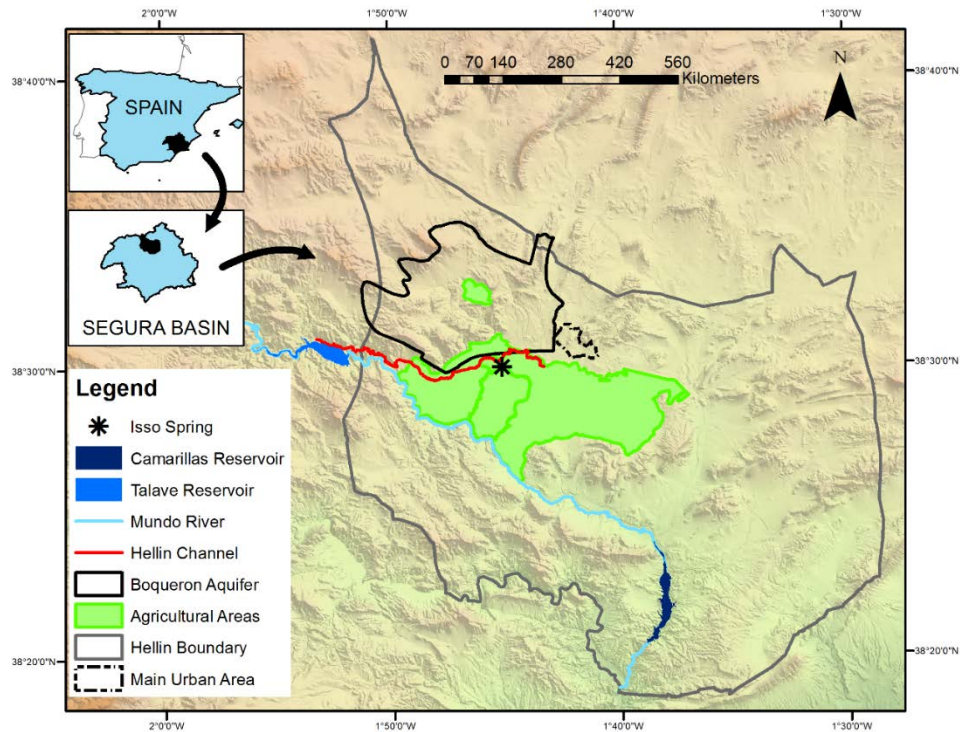 2°0'0"W 1°50'0"W 1°40'0"W 1°30'0"W
38°40'0"N 38°40'0"N
0 70 140 280 420 560
Kilometers
N
SPAIN
SEGURA BASIN
38°30'0"N 38°30'0"N
Legend
Isso Spring
Camarillas Reservoir
Talave Reservoir
Mundo River
Hellin Channel
Boqueron Aquifer
Agricultural Areas
Hellin Boundary
Main Urban Area
38°20'0"N 38°20'0"N
2°0'0"W 1°50'0"W 1°40'0"W 1°30'0"W